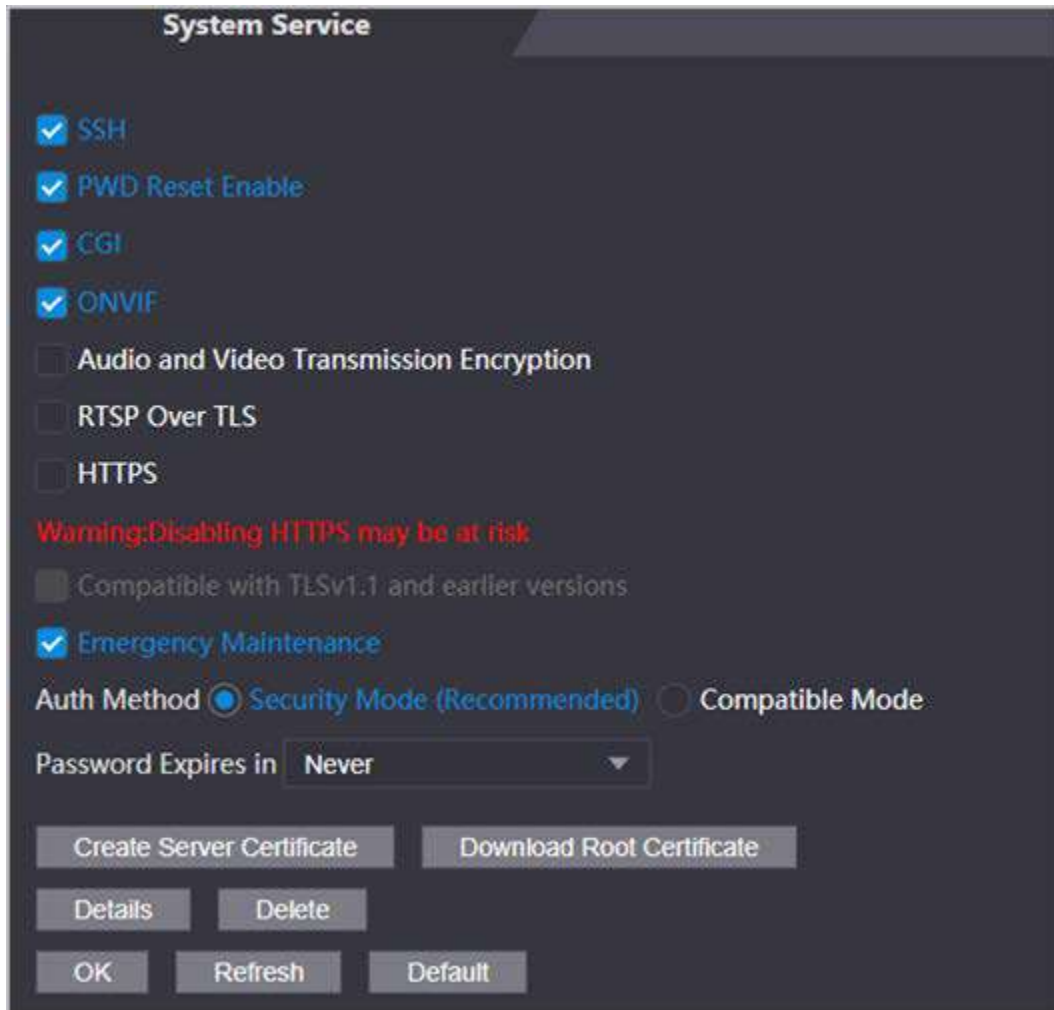 System Service
SSH
PWD Reset Enable
CGI
ONVIF
Audio and Video Transmission Encryption
RTSP Over TLS
HTTPS
Warning:Disabling HTTPS may be at risk
Compatible with TLSv1.1 and earlier versions
Emergency Maintenance
Auth Method Security Mode (Recommended) Compatible Mode
Password Expires in Never
Create Server Certificate Download Root Certificate
Details Delete
OK Refresh Default